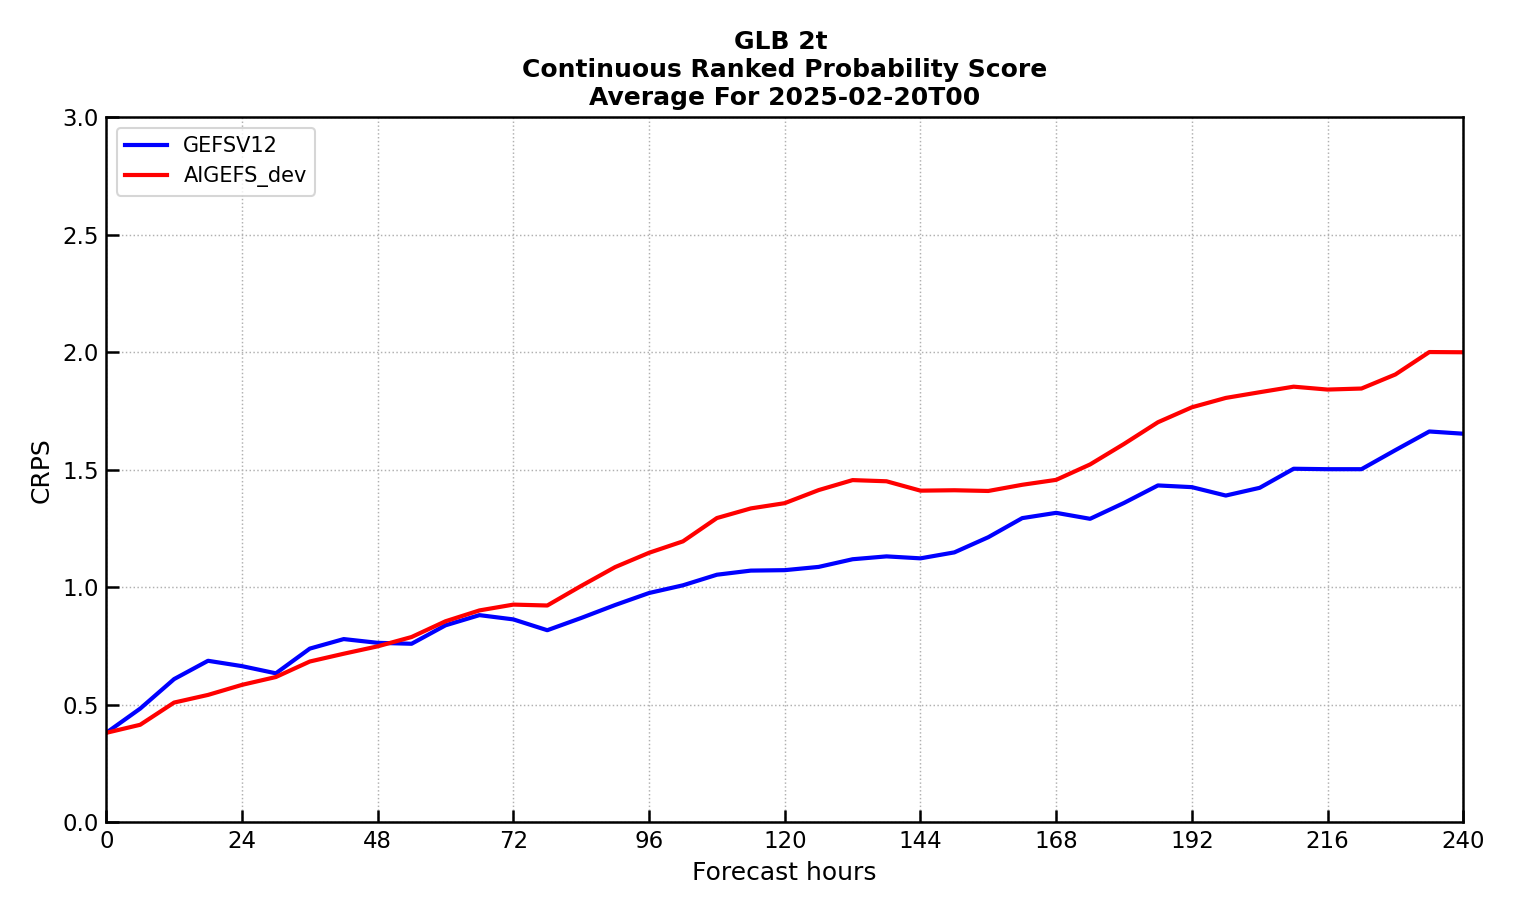 GLB 2t
Continuous Ranked Probability Score
Average For 2025-02-20T00
GEFSV12
AIGEFS_dev
3.0
2.5
2.0
1.5
1.0
0.5
0.0
CRPS
0 24 48 72 96 120 144 168 192 216 240
Forecast hours